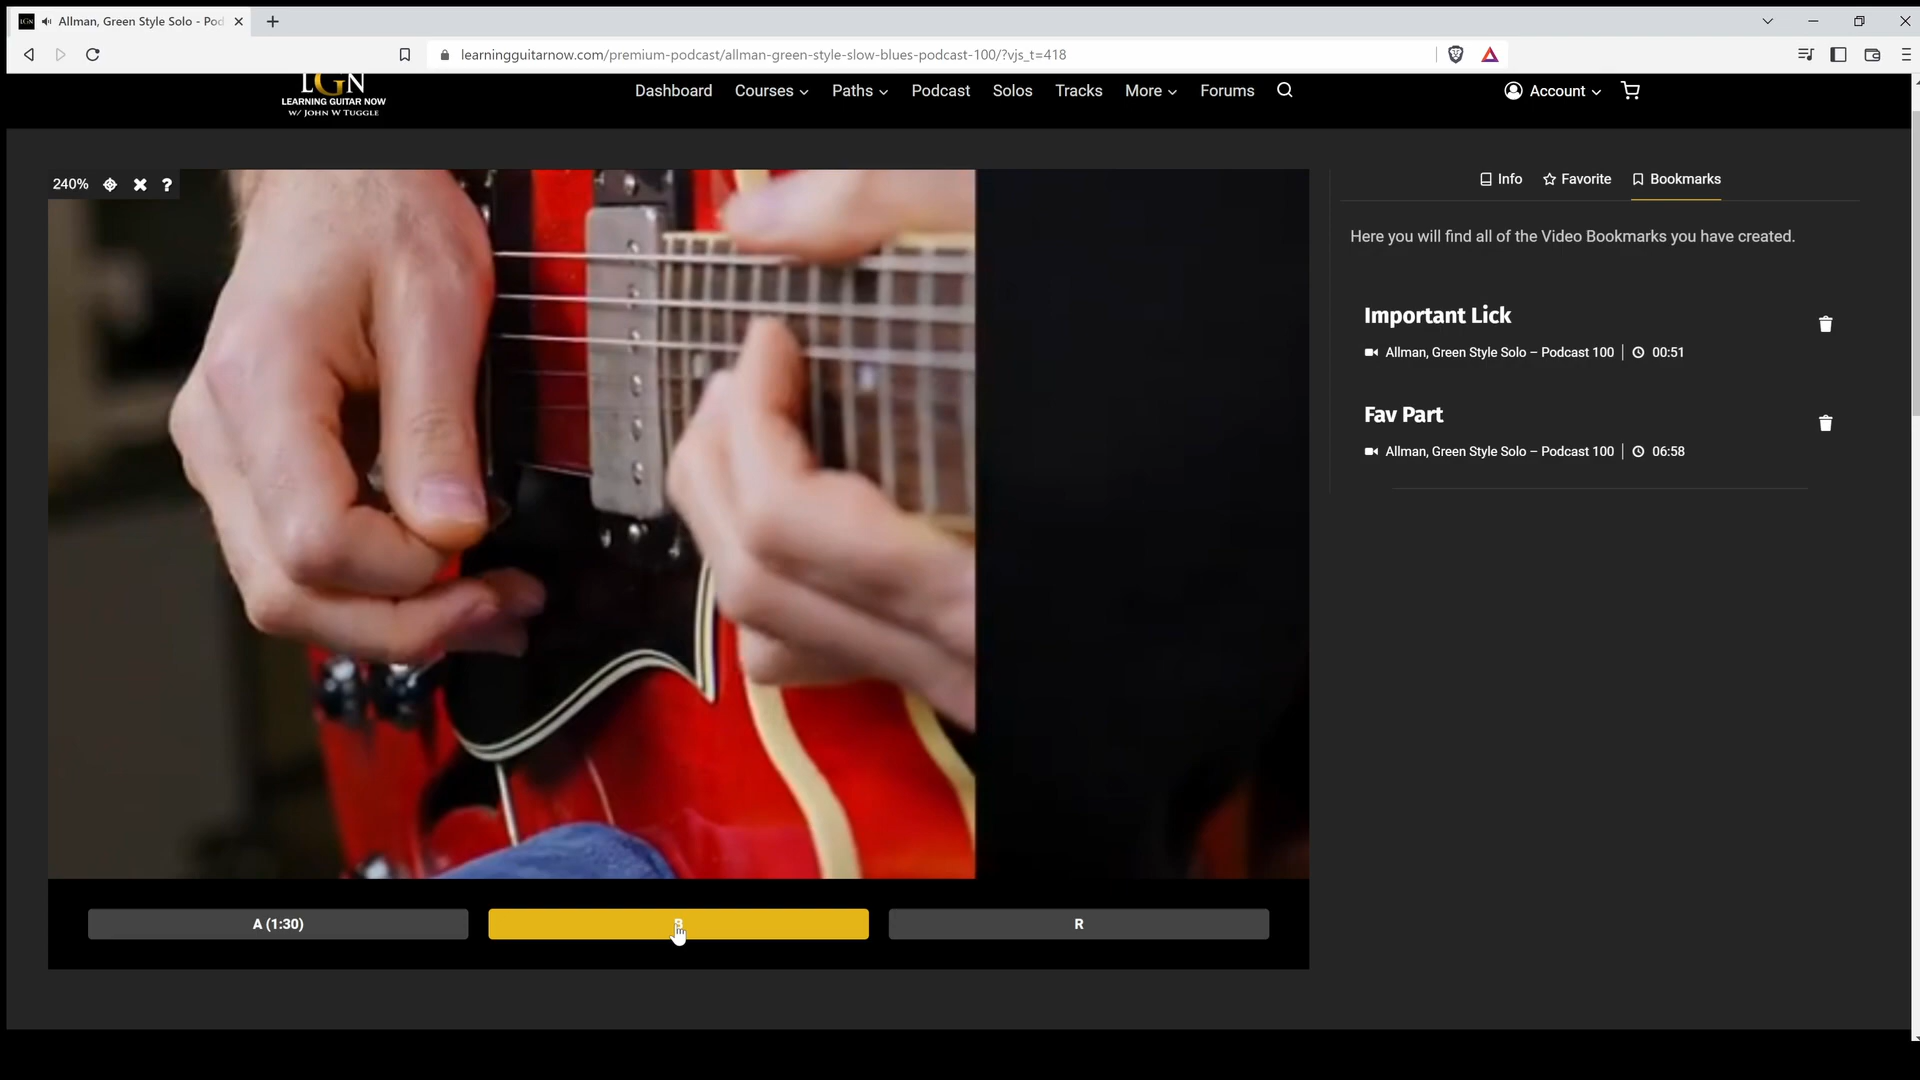 Allman, Green Style Solo - Pod
learningguitarnow.com/premium-podcast/allman-green-style-slow-blues-podcast-100/?vjs_t=418
LGN
LEARNING GUITAR NOW
W/ JOHN W TUGGLE
Dashboard Courses Paths Podcast Solos Tracks More Forums Account
240% ?
Info Favorite Bookmarks
Here you will find all of the Video Bookmarks you have created.
Important Lick
Allman, Green Style Solo – Podcast 100 | 00:51
Fav Part
Allman, Green Style Solo – Podcast 100 | 06:58
A (1:30) R